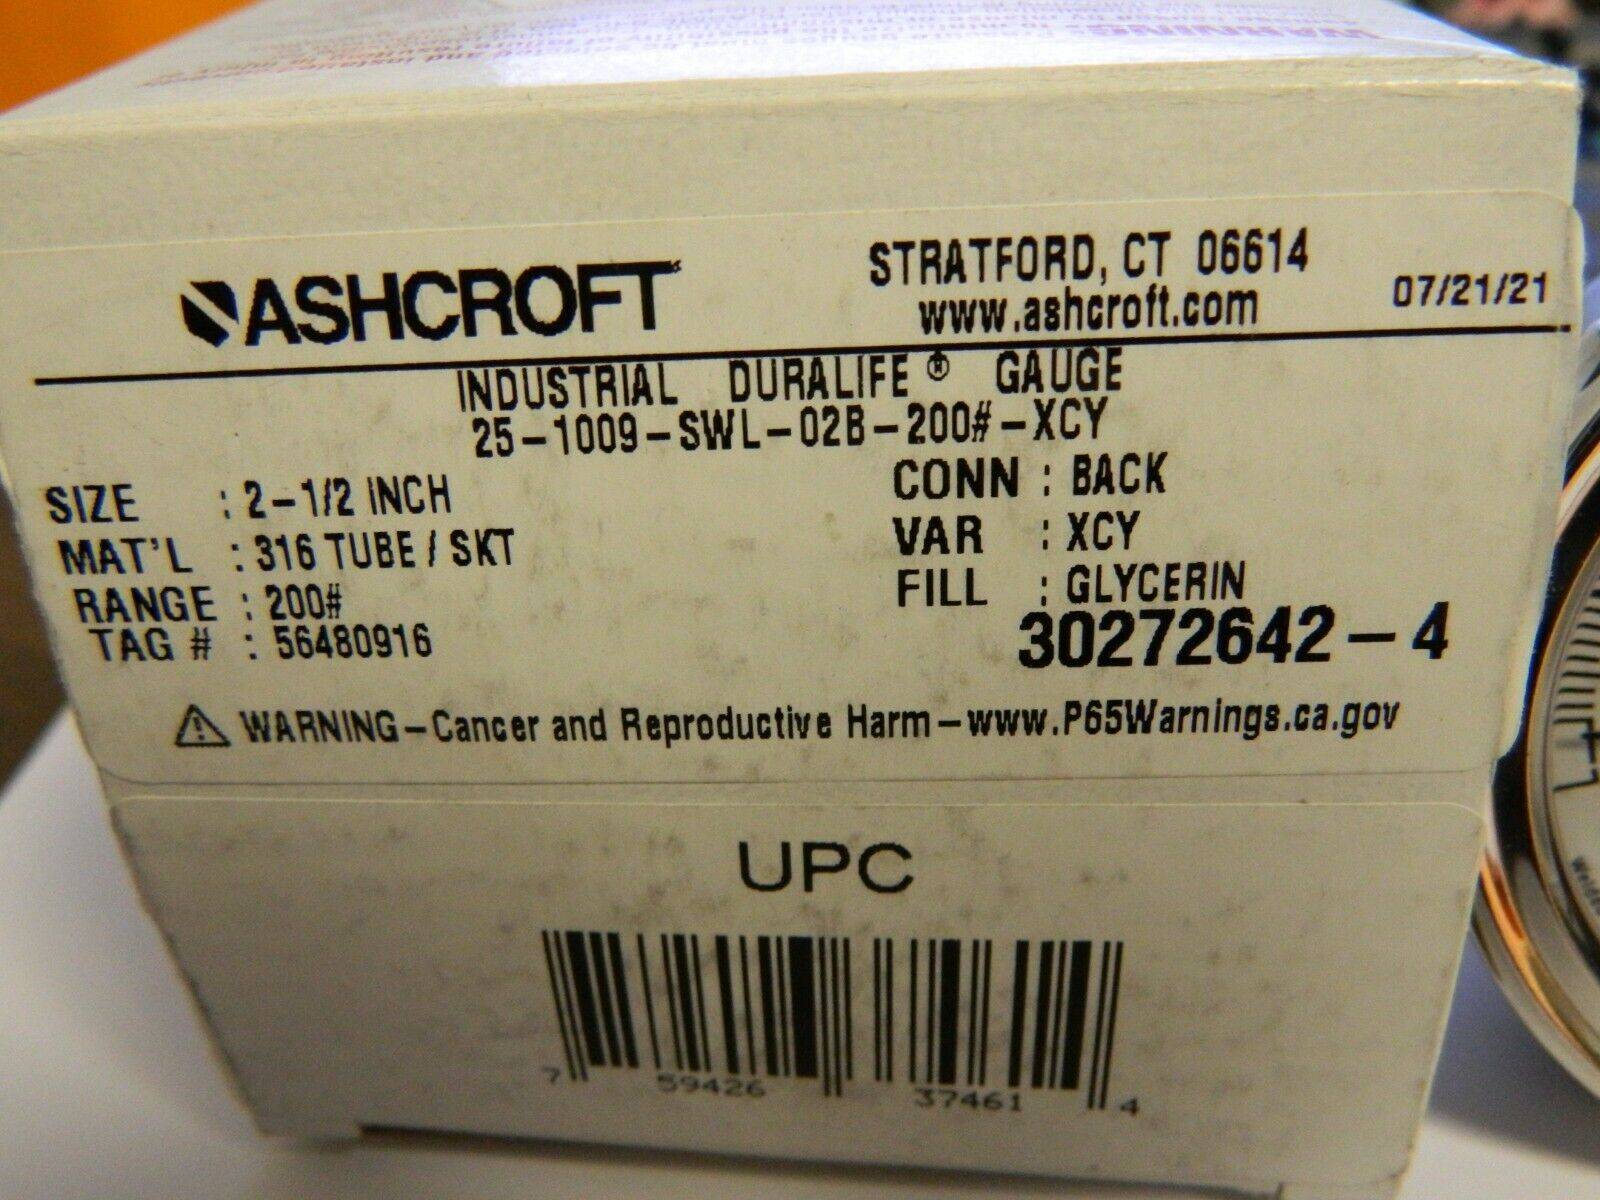 WARNING:
ASHCROFT
STRATFORD, CT 06614
www.ashcroft.com
07/21/21
INDUSTRIAL DURALIFE® GAUGE
25-1009-SWL-02B-200#-XCY
SIZE : 2-1/2 INCH
CONN : BACK
MAT'L : 316 TUBE / SKT
VAR : XCY
RANGE : 200#
FILL : GLYCERIN
TAG # : 56480916
30272642-4
WARNING-Cancer and Reproductive Harm-www.P65Warnings.ca.gov
UPC
7 59426 37461 4